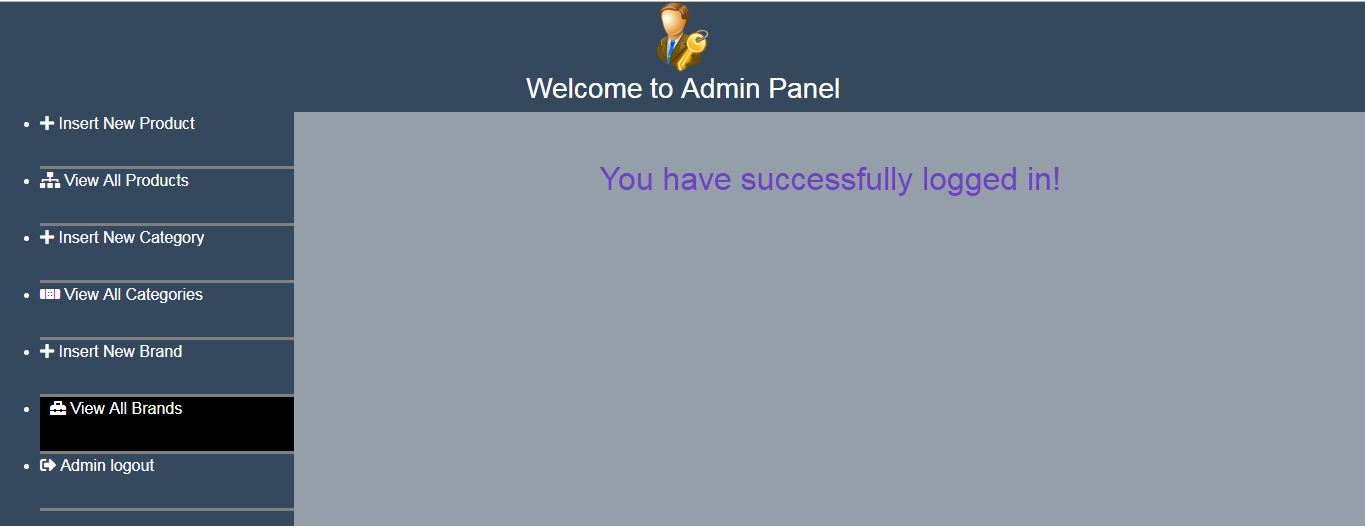 Welcome to Admin Panel
Insert New Product
View All Products
Insert New Category
View All Categories
Insert New Brand
View All Brands
Admin logout
You have successfully logged in!